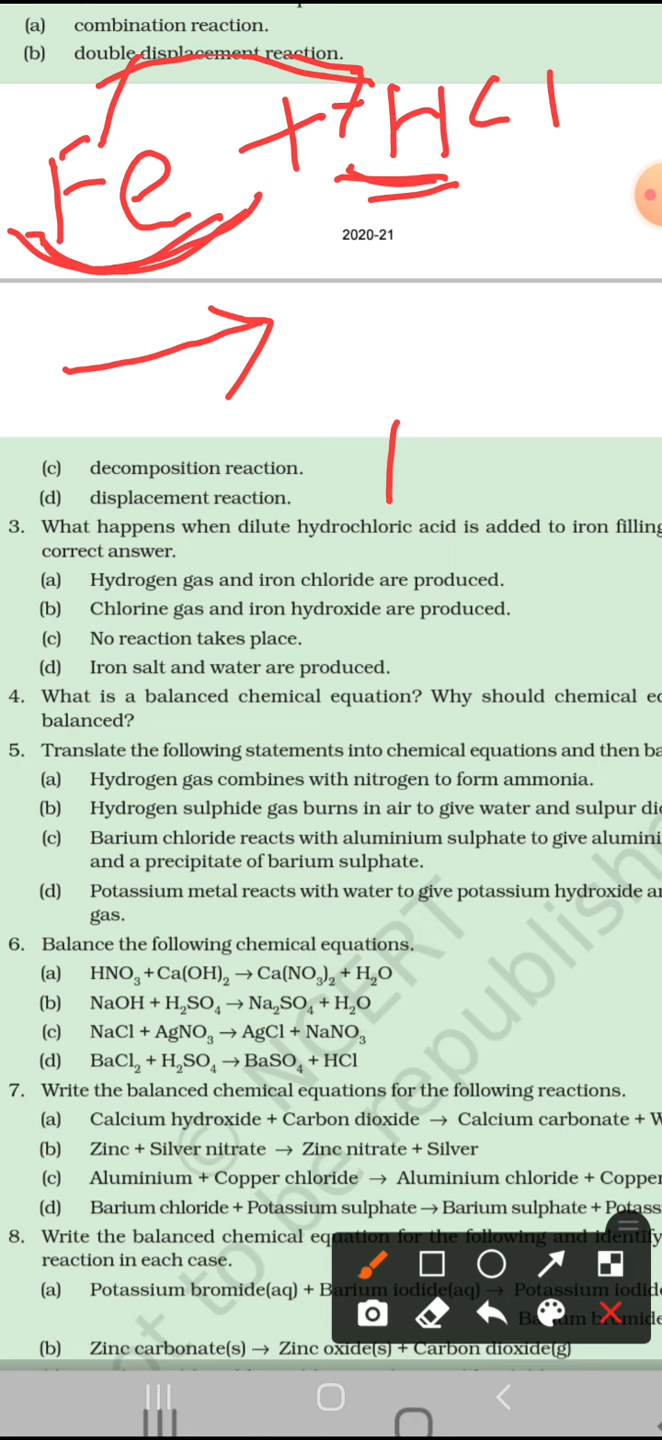 (a) combination reaction.
(b) double displacement reaction.
Fe + HCl
2020-21
(c) decomposition reaction.
(d) displacement reaction.
3. What happens when dilute hydrochloric acid is added to iron filling
correct answer.
(a) Hydrogen gas and iron chloride are produced.
(b) Chlorine gas and iron hydroxide are produced.
(c) No reaction takes place.
(d) Iron salt and water are produced.
4. What is a balanced chemical equation? Why should chemical
balanced?
5. Translate the following statements into chemical equations and then
(a) Hydrogen gas combines with nitrogen to form ammonia.
(b) Hydrogen sulphide gas burns in air to give water and sulpur
(c) Barium chloride reacts with aluminium sulphate to give
and a precipitate of barium sulphate.
(d) Potassium metal reacts with water to give potassium hydroxide
gas.
6. Balance the following chemical equations.
(a) HNO₃ + Ca(OH)₂ → Ca(NO₃)₂ + H₂O
(b) NaOH + H₂SO₄ → Na₂SO₄ + H₂O
(c) NaCl + AgNO₃ → AgCl + NaNO₃
(d) BaCl₂ + H₂SO₄ → BaSO₄ + HCl
7. Write the balanced chemical equations for the following reactions.
(a) Calcium hydroxide + Carbon dioxide → Calcium carbonate +
(b) Zinc + Silver nitrate → Zinc nitrate + Silver
(c) Aluminium + Copper chloride → Aluminium chloride + Copper
(d) Barium chloride + Potassium sulphate → Barium sulphate +
8. Write the balanced chemical equation for the following and identify
reaction in each case.
(a) Potassium bromide(aq) + Barium iodide(aq) → Potassium
(b) Zinc carbonate(s) → Zinc oxide(s) + Carbon dioxide(g)
© NCERT
not to be republished